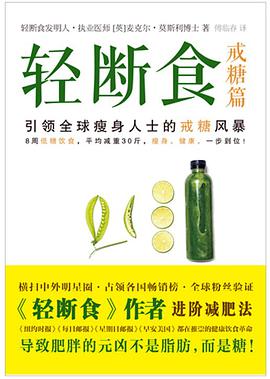 轻断食发明人·执业医师 [英]麦克尔·莫斯利博士 著 傅临春 译
轻断食
戒糖篇
引领全球瘦身人士的戒糖风暴
8周低糖饮食，平均减重30斤，瘦身、健康，一步到位！
横扫中外明星圈·占领各国畅销榜·全球粉丝验证
《轻断食》作者 进阶减肥法
《纽约时报》《每日邮报》《星期日邮报》《早安美国》都在推崇的健康饮食革命
导致肥胖的元凶不是脂肪，而是糖！